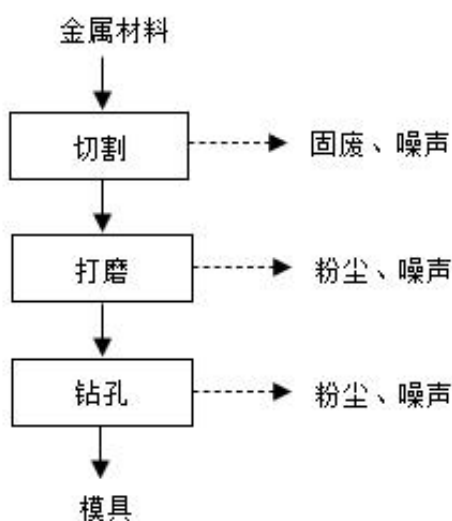 金属材料
切割
固废、噪声
打磨
粉尘、噪声
钻孔
粉尘、噪声
模具